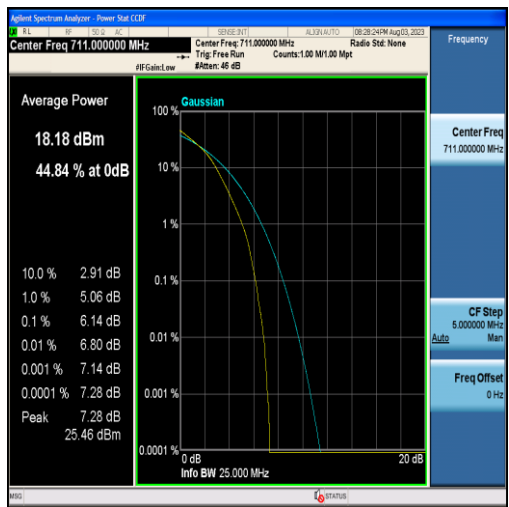 Agilent Spectrum Analyzer - Power Stat CCDF
RL RF 50 Ω AC SENSE:INT ALIGN AUTO 08:28:24 PM Aug 03, 2023
Center Freq 711.000000 MHz
Center Freq: 711.000000 MHz Radio Std: None
Trig: Free Run Counts:1.00 M/1.00 Mpt
#IFGain:Low #Atten: 46 dB
Frequency
Average Power
18.18 dBm
44.84 % at 0dB
10.0 % 2.91 dB
1.0 % 5.06 dB
0.1 % 6.14 dB
0.01 % 6.80 dB
0.001 % 7.14 dB
0.0001 % 7.28 dB
Peak 7.28 dB
25.46 dBm
Gaussian
100 %
10 %
1 %
0.1 %
0.01 %
0.001 %
0.0001 %
0 dB 20 dB
Info BW 25.000 MHz
Center Freq
711.000000 MHz
CF Step
5.000000 MHz
Auto Man
Freq Offset
0 Hz
MSG STATUS